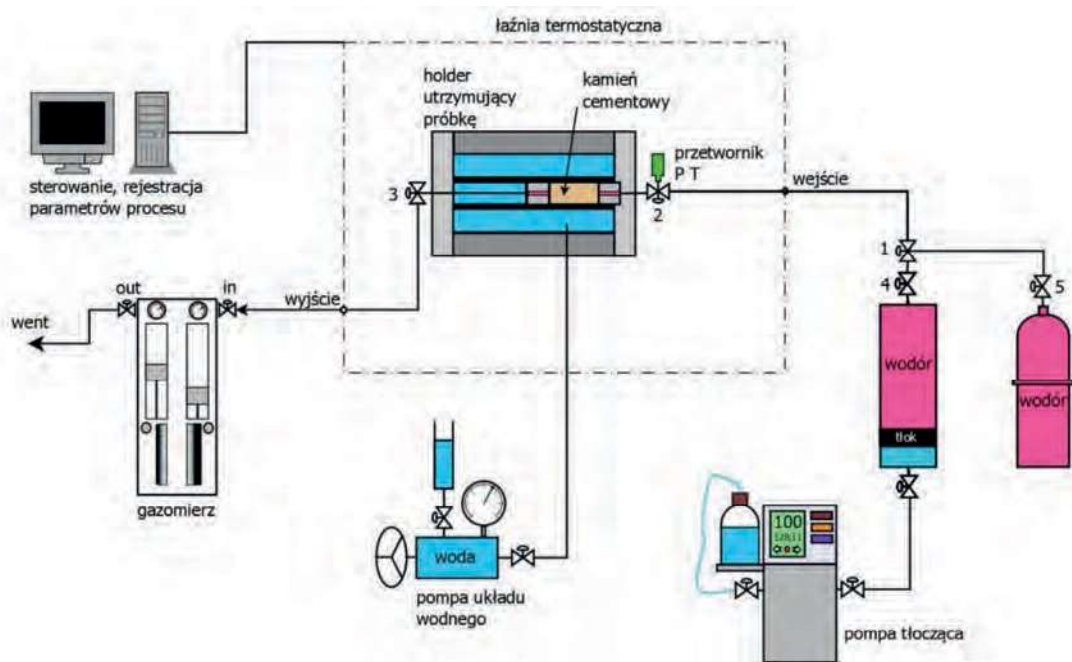 łaźnia termostatyczna
holder
utrzymujący
próbkę
kamień
cementowy
przetwornik
P T
wejście
sterowanie, rejestracja
parametrów procesu
3
2
1
4
5
out
in
wyjście
went
wodór
wodór
tłok
gazomierz
woda
100
pompa układu
wodnego
pompa tłocząca